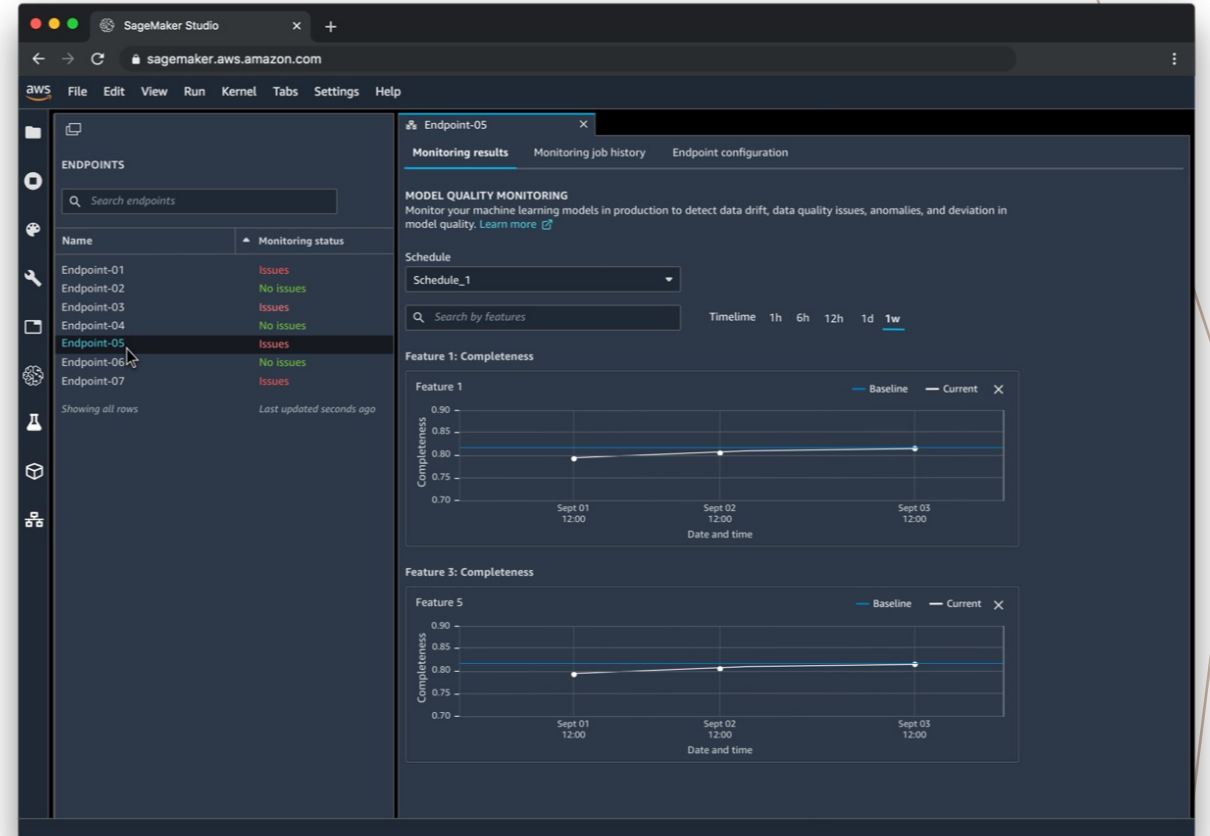 SageMaker Studio
sagemaker.aws.amazon.com
aws File Edit View Run Kernel Tabs Settings Help
ENDPOINTS
Search endpoints
Name Monitoring status
Endpoint-01 Issues
Endpoint-02 No issues
Endpoint-03 Issues
Endpoint-04 No issues
Endpoint-05 Issues
Endpoint-06 No issues
Endpoint-07 Issues
Showing all rows Last updated seconds ago
Endpoint-05
Monitoring results Monitoring job history Endpoint configuration
MODEL QUALITY MONITORING
Monitor your machine learning models in production to detect data drift, data quality issues, anomalies, and deviation in
model quality. Learn more
Schedule
Schedule_1
Search by features Timelime 1h 6h 12h 1d 1w
Feature 1: Completeness
Feature 1 Baseline Current
Completeness
0.90
0.85
0.80
0.75
0.70
Sept 01 Sept 02 Sept 03
12:00 12:00 12:00
Date and time
Feature 3: Completeness
Feature 5 Baseline Current
Completeness
0.90
0.85
0.80
0.75
0.70
Sept 01 Sept 02 Sept 03
12:00 12:00 12:00
Date and time